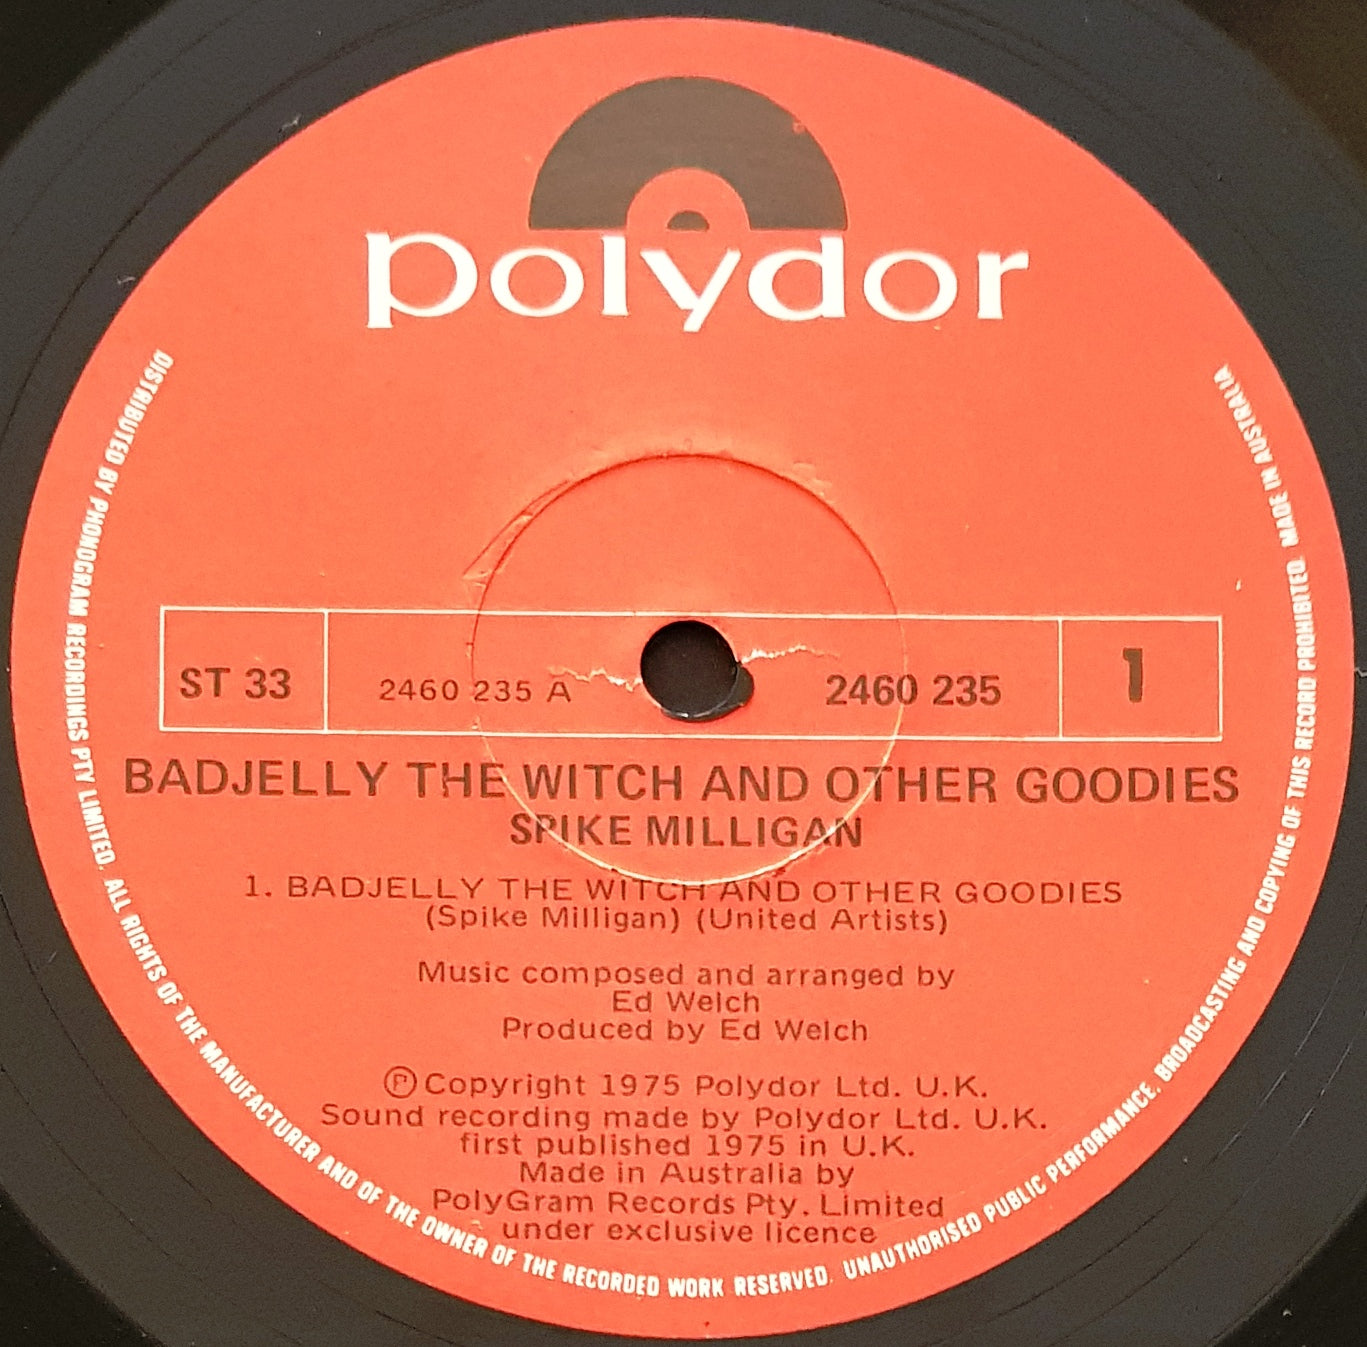 polydor
ST 33 2460 235 A 2460 235 1
BADJELLY THE WITCH AND OTHER GOODIES
SPIKE MILLIGAN
1. BADJELLY THE WITCH AND OTHER GOODIES
(Spike Milligan) (United Artists)
Music composed and arranged by
Ed Welch
Produced by Ed Welch
ⓅCopyright 1975 Polydor Ltd. U.K.
Sound recording made by Polydor Ltd. U.K.
first published 1975 in U.K.
Made in Australia by
PolyGram Records Pty. Limited
under exclusive licence
DISTRIBUTED BY PHONOGRAM RECORDINGS PTY LIMITED. ALL RIGHTS OF THE MANUFACTURER AND OF THE OWNER OF THE RECORDED WORK RESERVED. UNAUTHORISED PUBLIC PERFORMANCE, BROADCASTING AND COPYING OF THIS RECORD PROHIBITED. MADE IN AUSTRALIA